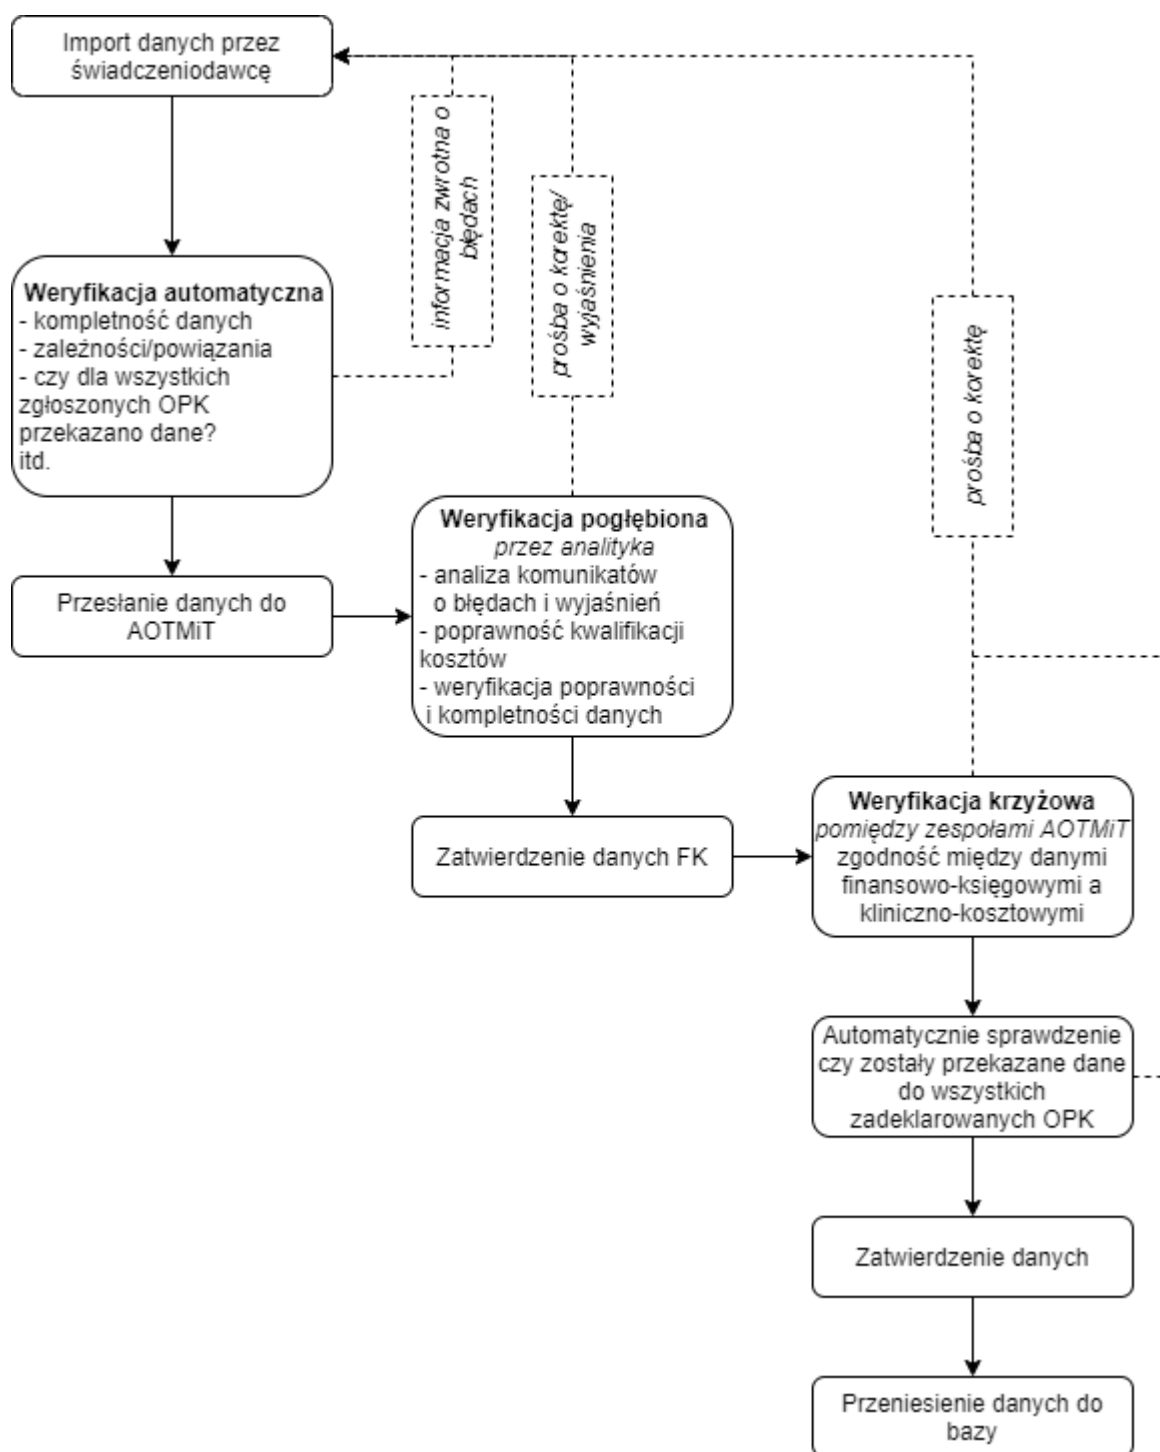 Import danych przez
świadczeniodawcę
informacja zwrotna o
błędach
prośba o korektę/
wyjaśnienia
prośba o korektę
Weryfikacja automatyczna
- kompletność danych
- zależności/powiązania
- czy dla wszystkich
zgłoszonych OPK
przekazano dane?
itd.
Przesłanie danych do
AOTMiT
Weryfikacja pogłębiona
przez analityka
- analiza komunikatów
o błędach i wyjaśnień
- poprawność kwalifikacji
kosztów
- weryfikacja poprawności
i kompletności danych
Zatwierdzenie danych FK
Weryfikacja krzyżowa
pomiędzy zespołami AOTMiT
zgodność między danymi
finansowo-księgowymi a
kliniczno-kosztowymi
Automatycznie sprawdzenie
czy zostały przekazane dane
do wszystkich
zadeklarowanych OPK
Zatwierdzenie danych
Przeniesienie danych do
bazy